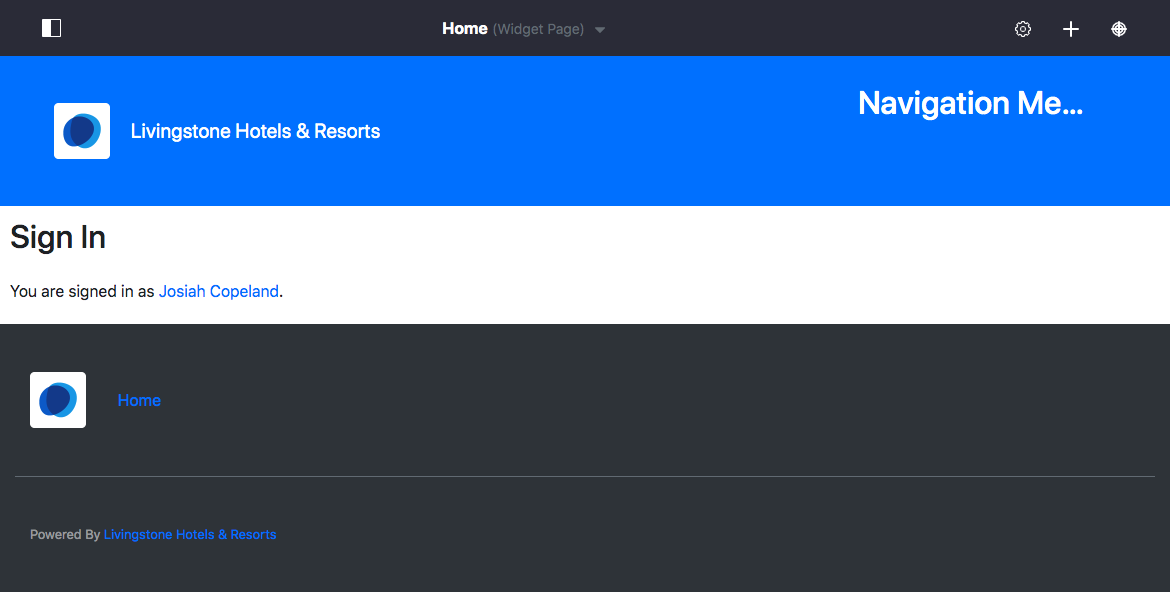 Home (Widget Page)
Livingstone Hotels & Resorts
Navigation Me...
Sign In
You are signed in as Josiah Copeland.
Home
Powered By Livingstone Hotels & Resorts